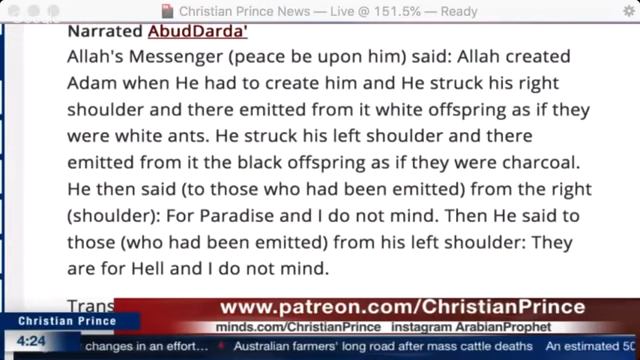 Christian Prince News — Live @ 151.5% — Ready
Narrated AbudDarda'
Allah's Messenger (peace be upon him) said: Allah created
Adam when He had to create him and He struck his right
shoulder and there emitted from it white offspring as if they
were white ants. He struck his left shoulder and there
emitted from it the black offspring as if they were charcoal.
He then said (to those who had been emitted) from the right
(shoulder): For Paradise and I do not mind. Then He said to
those (who had been emitted) from his left shoulder: They
are for Hell and I do not mind.
Trans
www.patreon.com/ChristianPrince
Christian Prince
minds.com/ChristianPrince instagram ArabianProphet
4:24
changes in an effort... Australian farmers' long road after mass cattle deaths An estimated 50